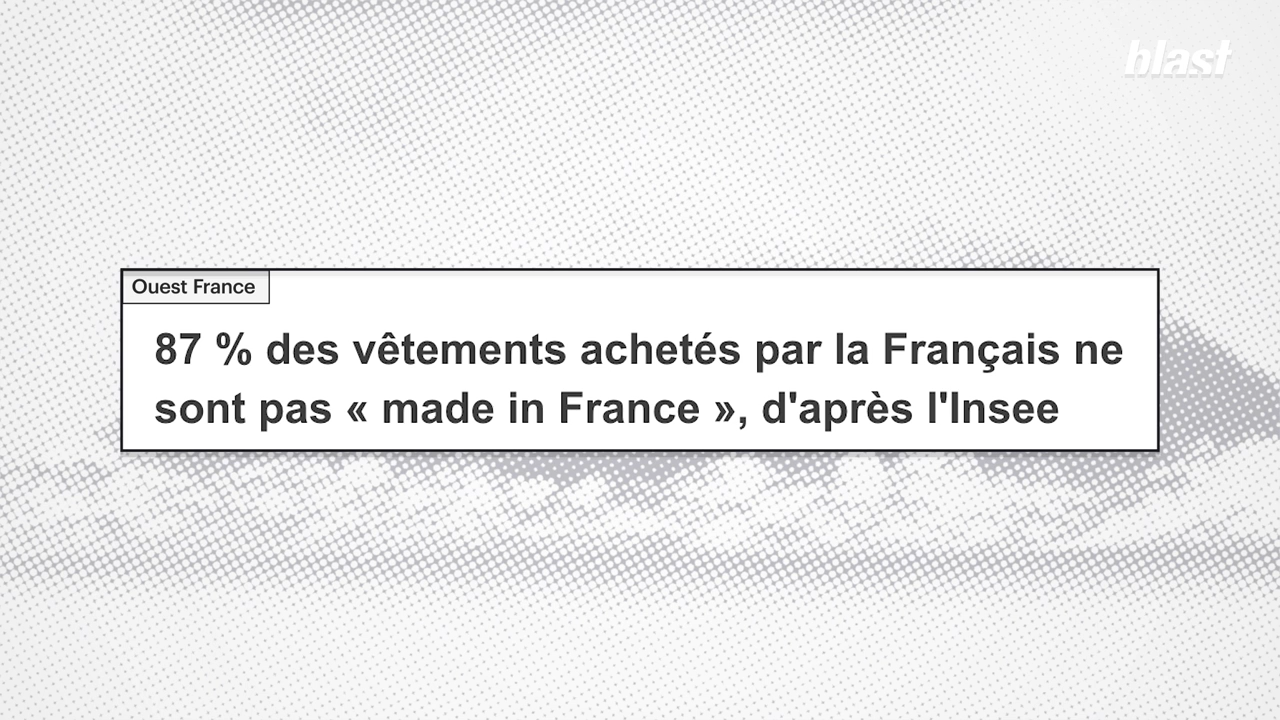 blast
Ouest France
87 % des vêtements achetés par la Français ne
sont pas « made in France », d'après l'Insee